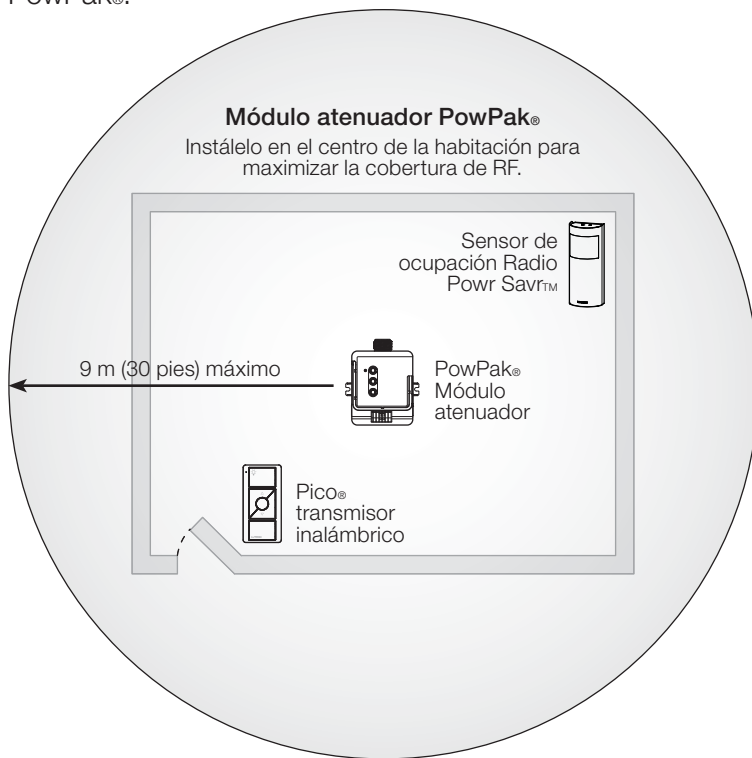 PowPak®.
Módulo atenuador PowPak®
Instálelo en el centro de la habitación para
maximizar la cobertura de RF.
Sensor de
ocupación Radio
Powr Savr™
9 m (30 pies) máximo
PowPak®
Módulo
atenuador
Pico®
transmisor
inalámbrico